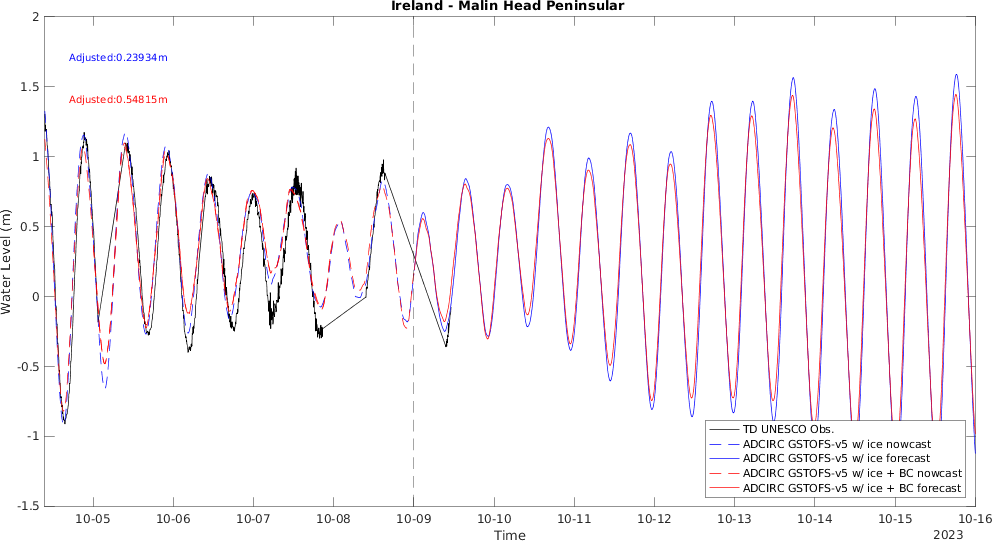 Ireland - Malin Head Peninsular
2
1.5
1
0.5
0
-0.5
-1
-1.5
Water Level (m)
Adjusted:0.23934m
Adjusted:0.54815m
TD UNESCO Obs.
ADCIRC GSTOFS-v5 w/ ice nowcast
ADCIRC GSTOFS-v5 w/ ice forecast
ADCIRC GSTOFS-v5 w/ ice + BC nowcast
ADCIRC GSTOFS-v5 w/ ice + BC forecast
10-05 10-06 10-07 10-08 10-09 10-10 10-11 10-12 10-13 10-14 10-15 10-16
Time
2023